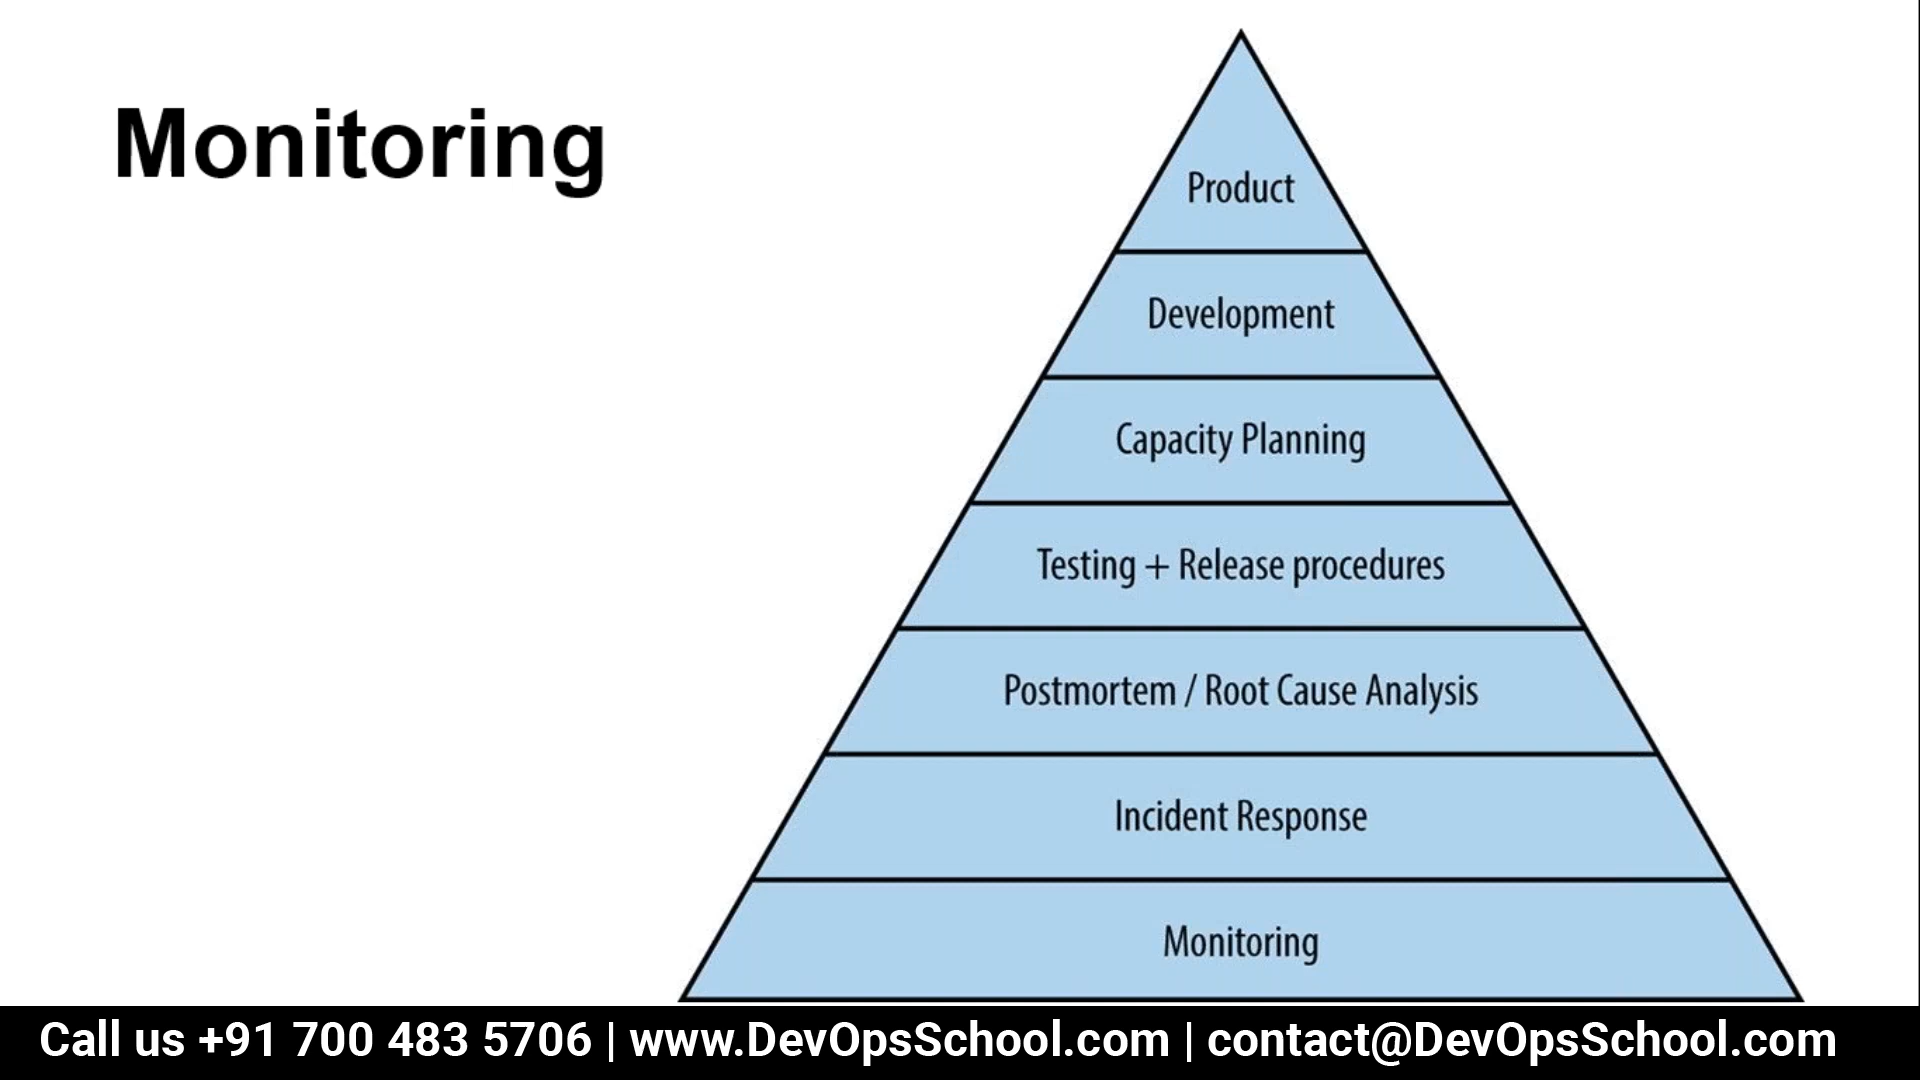 Monitoring
Product
Development
Capacity Planning
Testing + Release procedures
Postmortem / Root Cause Analysis
Incident Response
Monitoring
Call us +91 700 483 5706 | www.DevOpsSchool.com | contact@DevOpsSchool.com